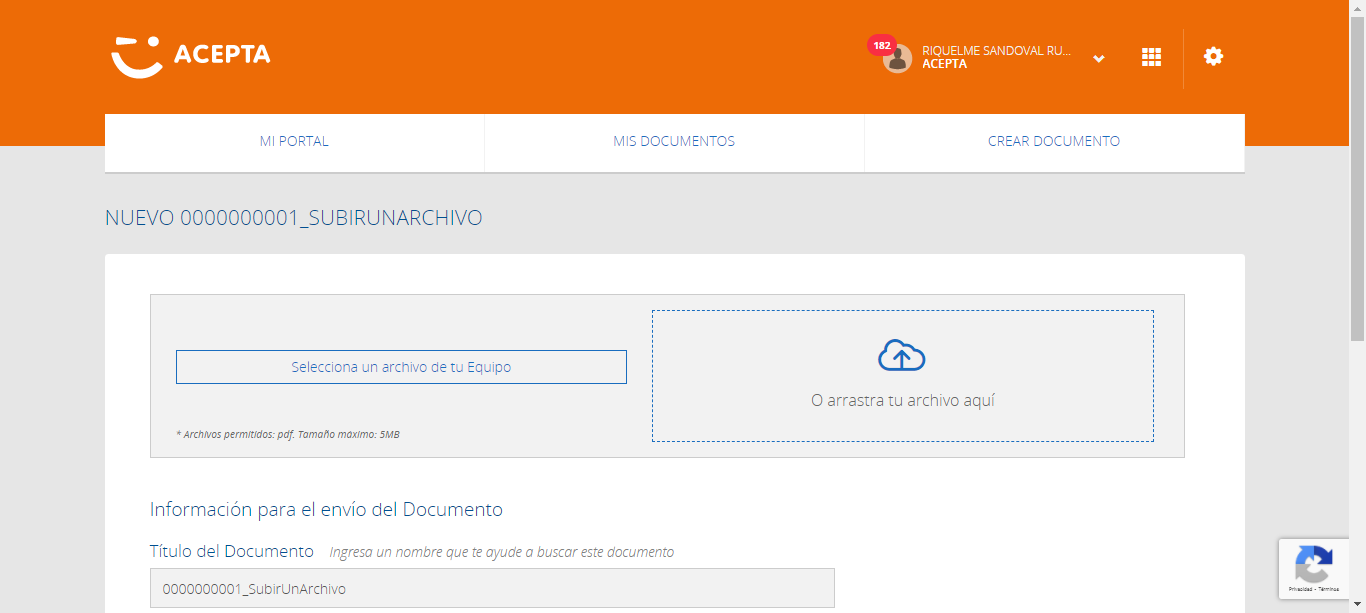 ACEPTA
182
RIQUELME SANDOVAL RU...
ACEPTA
MI PORTAL
MIS DOCUMENTOS
CREAR DOCUMENTO
NUEVO 0000000001_SUBIRUNARCHIVO
Selecciona un archivo de tu Equipo
* Archivos permitidos: pdf. Tamaño máximo: 5MB
O arrastra tu archivo aquí
Información para el envío del Documento
Título del Documento Ingresa un nombre que te ayude a buscar este documento
0000000001_SubirUnArchivo
Privacidad - Términos